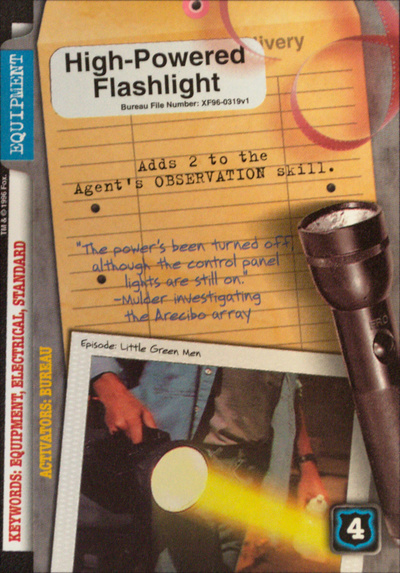 ivery
High-Powered
Flashlight
Bureau File Number: XF96-0319v1
Adds 2 to the
Agent's OBSERVATION skill.
"The power's been turned off,
although the control panel
lights are still on."
-Mulder investigating
the Arecibo array
Episode: Little Green Men
4
EQUIPMENT
TM & © 1996 Fox.
KEYWORDS: EQUIPMENT, ELECTRICAL, STANDARD
ACTIVATORS: BUREAU
PRO